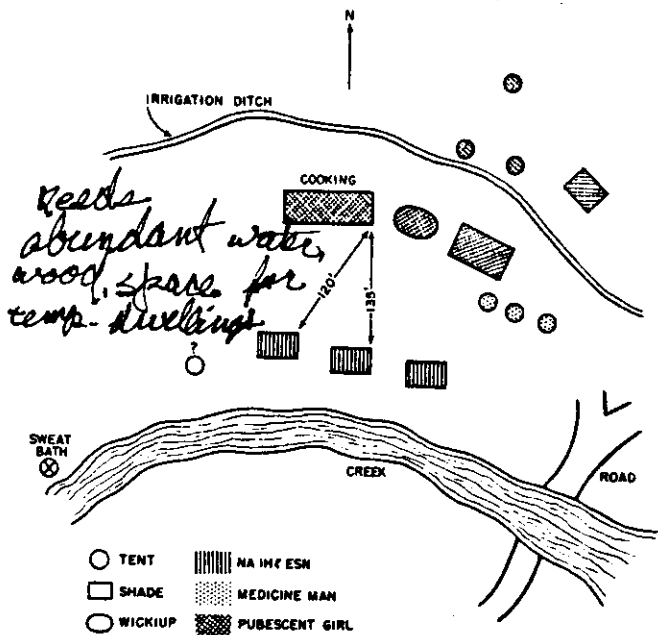 N
IRRIGATION DITCH
COOKING
Needs
abundant water,
wood, space for
temp. dwellings
120'
135'
?
SWEAT
BATH
CREEK
ROAD
TENT
NA IHɫ ESN
SHADE
MEDICINE MAN
WICKIUP
PUBESCENT GIRL